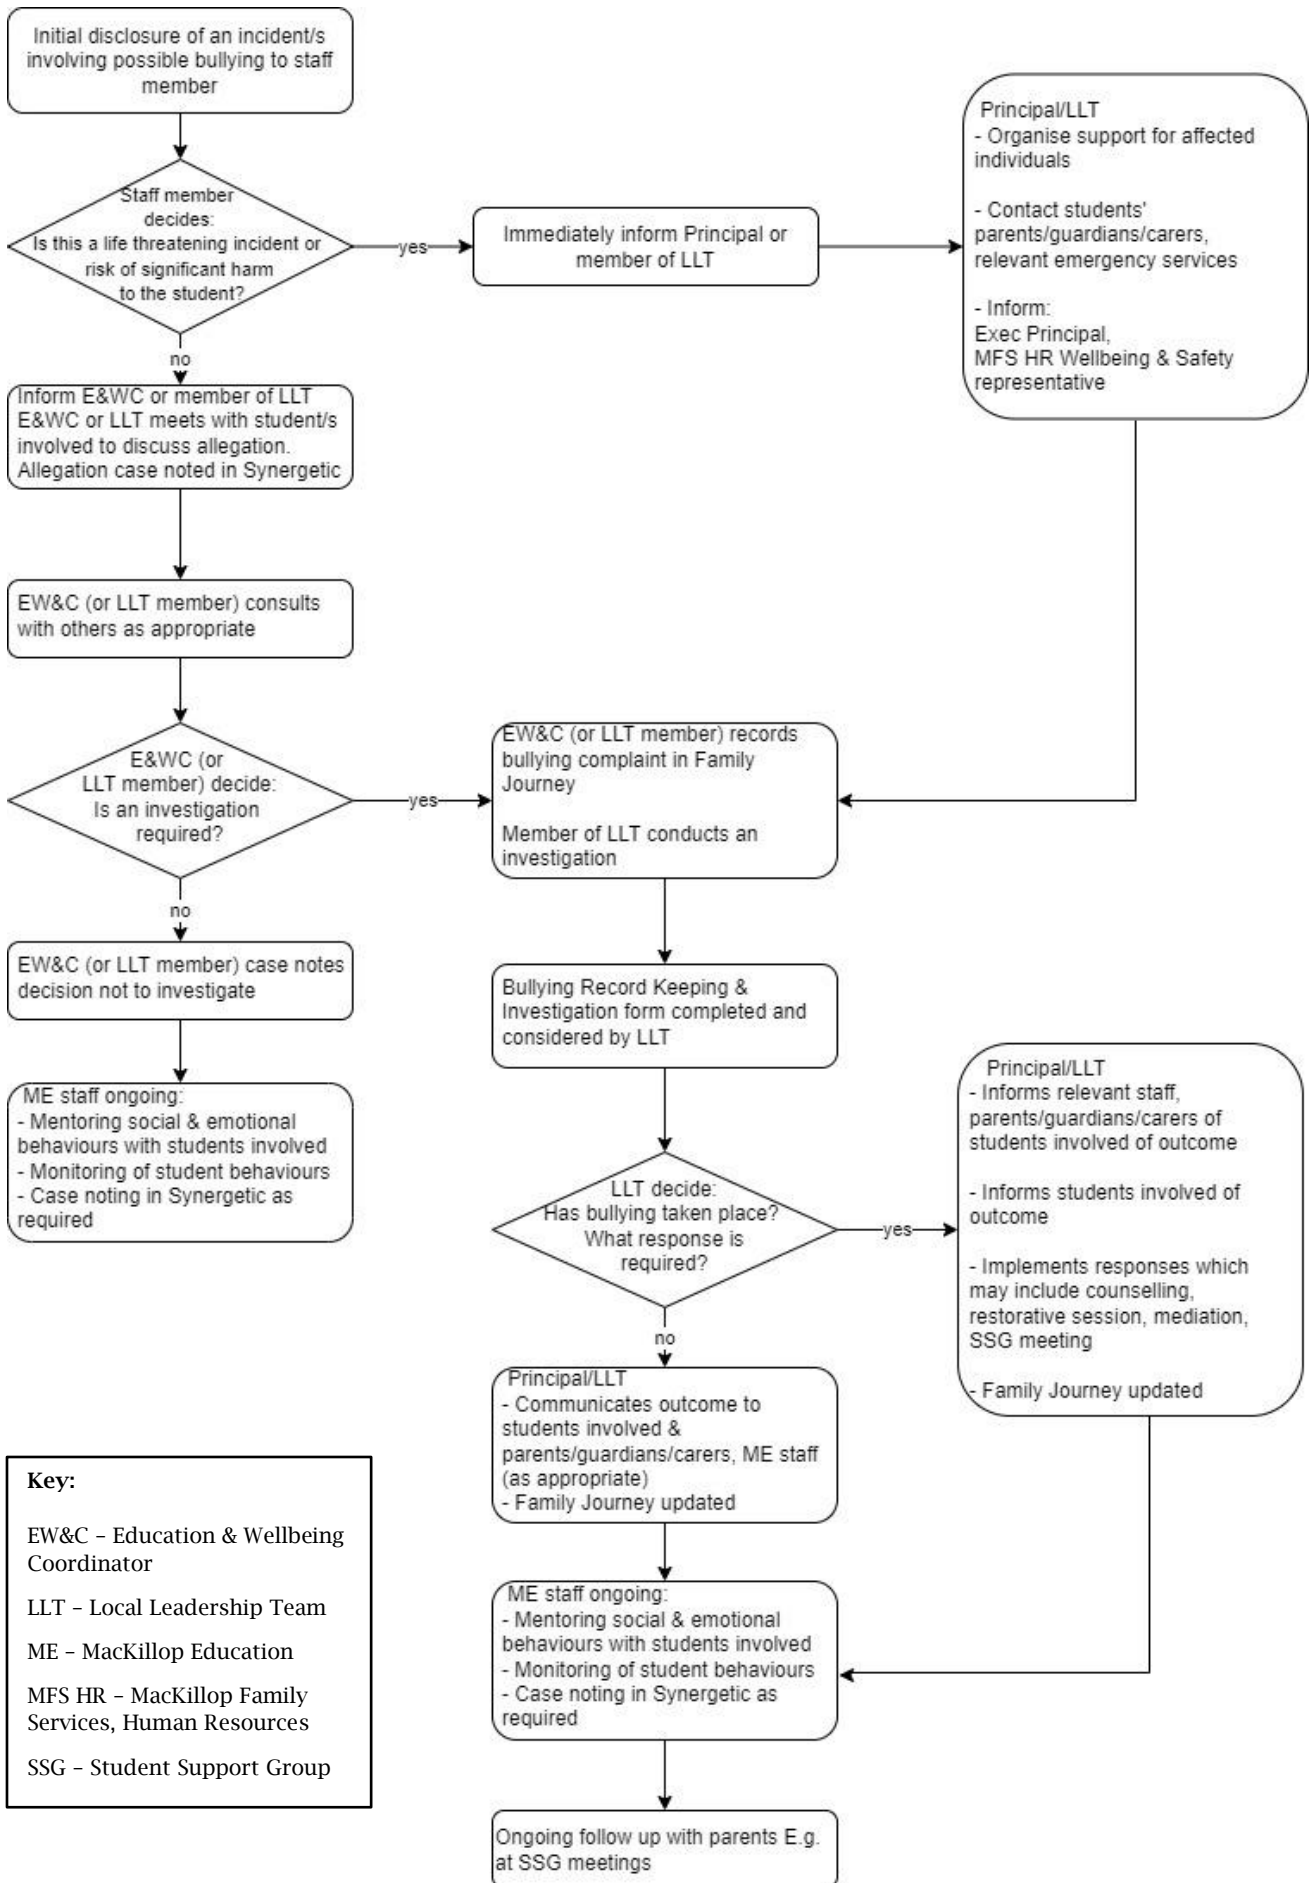 Initial disclosure of an incident/s
involving possible bullying to staff
member
Staff member
decides:
Is this a life threatening incident or
risk of significant harm
to the student?
yes
Immediately inform Principal or
member of LLT
Principal/LLT
- Organise support for affected
individuals
- Contact students'
parents/guardians/carers,
relevant emergency services
- Inform:
Exec Principal,
MFS HR Wellbeing & Safety
representative
no
Inform E&WC or member of LLT
E&WC or LLT meets with student/s
involved to discuss allegation.
Allegation case noted in Synergetic
EW&C (or LLT member) consults
with others as appropriate
E&WC (or
LLT member) decide:
Is an investigation
required?
yes
EW&C (or LLT member) records
bullying complaint in Family
Journey
Member of LLT conducts an
investigation
no
EW&C (or LLT member) case notes
decision not to investigate
ME staff ongoing:
- Mentoring social & emotional
behaviours with students involved
- Monitoring of student behaviours
- Case noting in Synergetic as
required
Bullying Record Keeping &
Investigation form completed and
considered by LLT
LLT decide:
Has bullying taken place?
What response is
required?
yes
Principal/LLT
- Informs relevant staff,
parents/guardians/carers of
students involved of outcome
- Informs students involved of
outcome
- Implements responses which
may include counselling,
restorative session, mediation,
SSG meeting
- Family Journey updated
no
Principal/LLT
- Communicates outcome to
students involved &
parents/guardians/carers, ME staff
(as appropriate)
- Family Journey updated
ME staff ongoing:
- Mentoring social & emotional
behaviours with students involved
- Monitoring of student behaviours
- Case noting in Synergetic as
required
Ongoing follow up with parents E.g.
at SSG meetings
Key:
EW&C – Education & Wellbeing
Coordinator
LLT – Local Leadership Team
ME – MacKillop Education
MFS HR – MacKillop Family
Services, Human Resources
SSG – Student Support Group